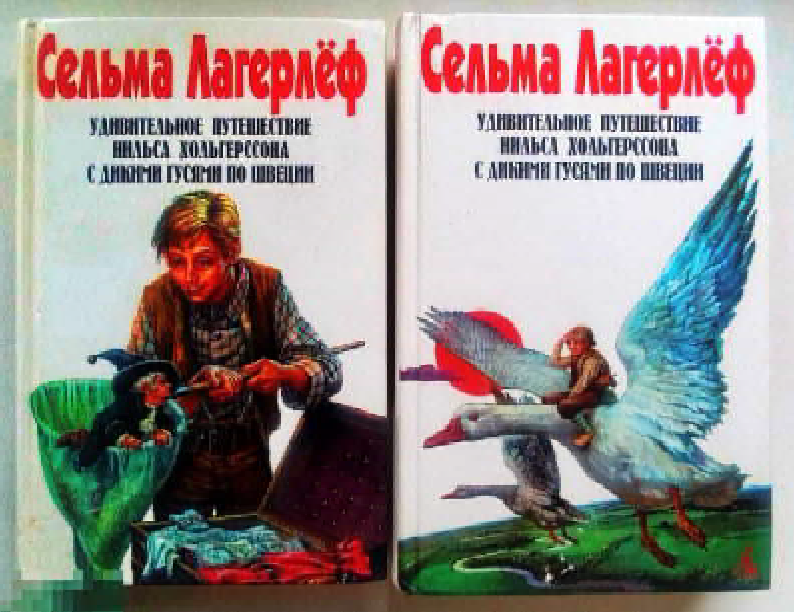 Сельма Лагерлёф
УДИВИТЕЛЬНОЕ ПУТЕШЕСТВИЕ
НИЛЬСА ХОЛЬГЕРССОНА
С ДИКИМИ ГУСЯМИ ПО ШВЕЦИИ
Сельма Лагерлёф
УДИВИТЕЛЬНОЕ ПУТЕШЕСТВИЕ
НИЛЬСА ХОЛЬГЕРССОНА
С ДИКИМИ ГУСЯМИ ПО ШВЕЦИИ